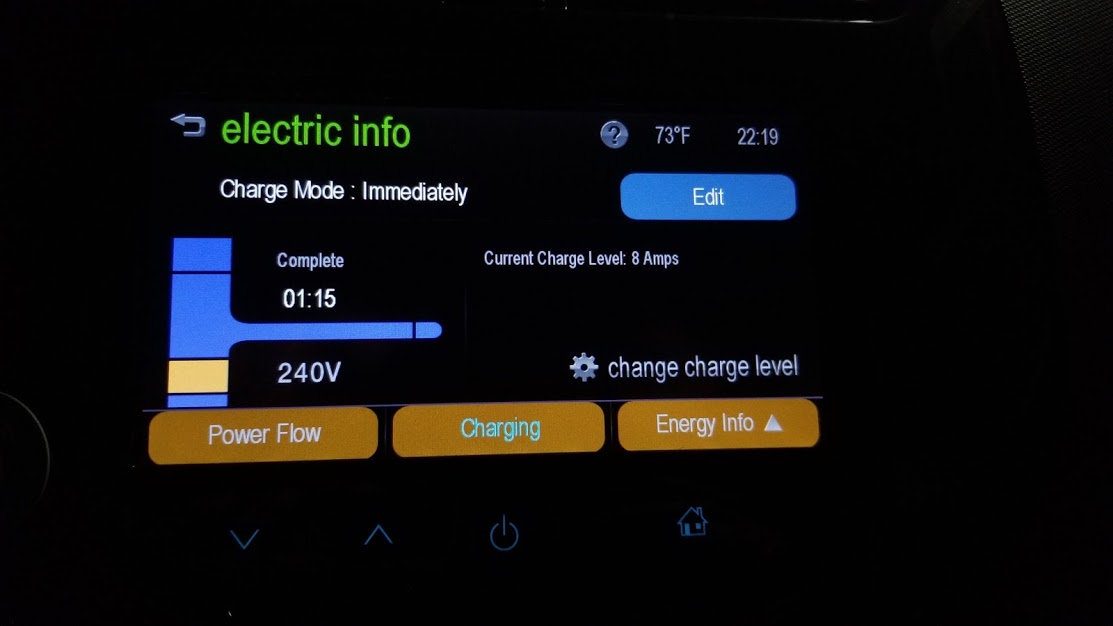 electric info
? 73°F 22:19
Charge Mode : Immediately
Edit
Complete
01:15
Current Charge Level: 8 Amps
240V
change charge level
Power Flow
Charging
Energy Info